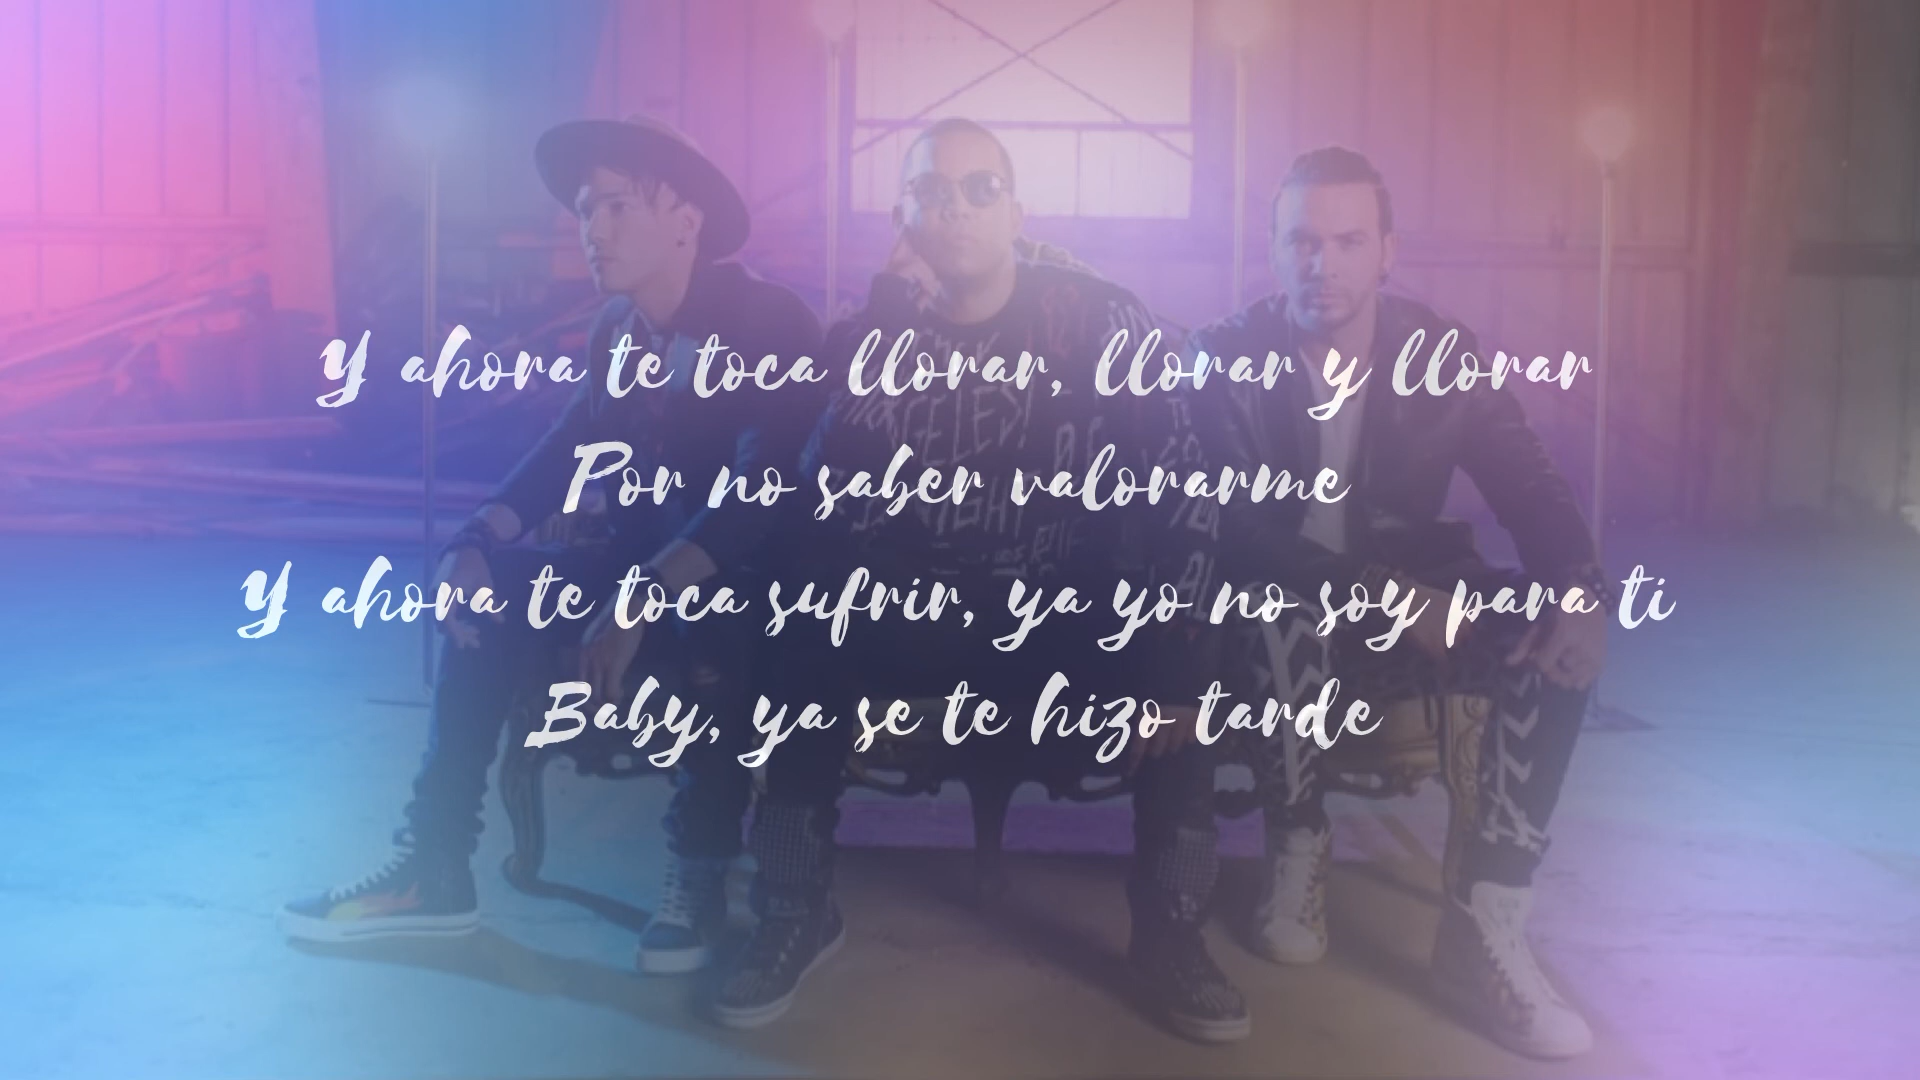 Y ahora te toca llorar, llorar y llorar
Por no saber valorarme
Y ahora te toca sufrir, ya yo no soy para ti
Baby, ya se te hizo tarde